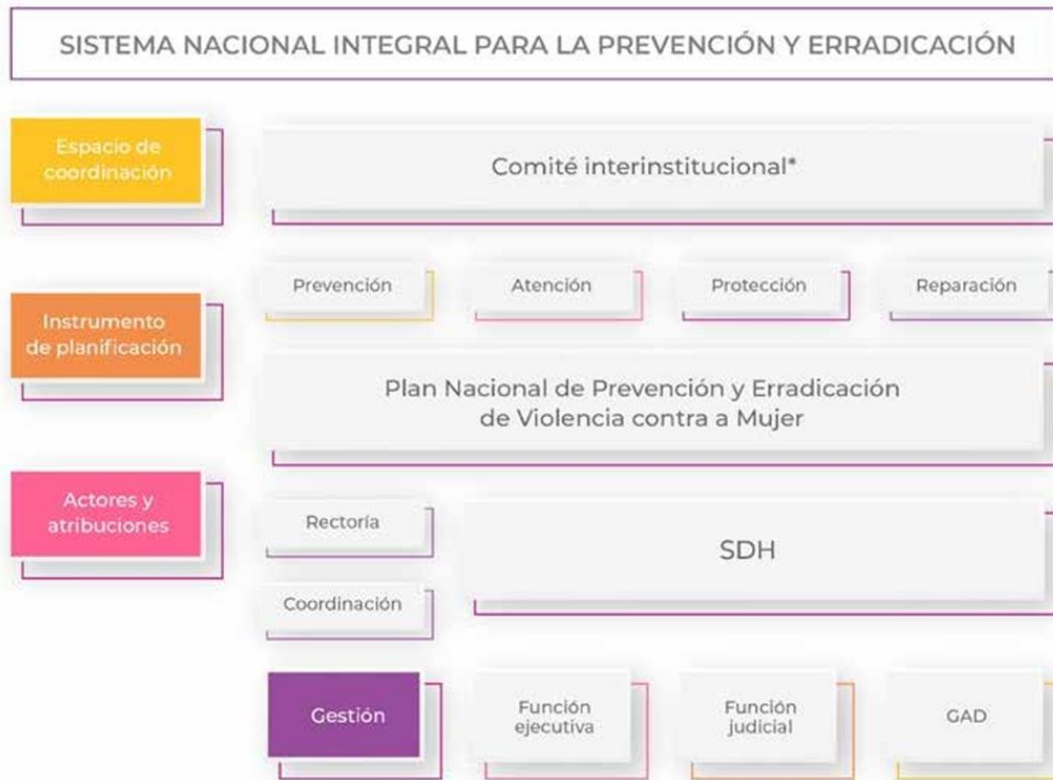 SISTEMA NACIONAL INTEGRAL PARA LA PREVENCIÓN Y ERRADICACIÓN
Espacio de
coordinación
Comité interinstitucional*
Prevención
Atención
Protección
Reparación
Instrumento
de planificación
Plan Nacional de Prevención y Erradicación
de Violencia contra a Mujer
Actores y
atribuciones
Rectoría
SDH
Coordinación
Gestión
Función
ejecutiva
Función
judicial
GAD